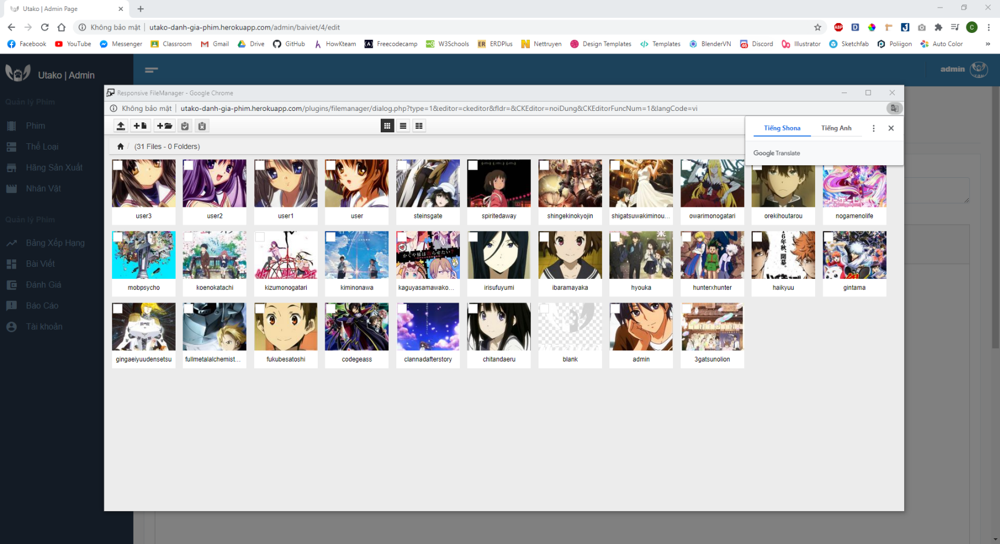 Utako | Admin Page
Không bảo mật utako-danh-gia-phim.herokuapp.com/admin/baiviet/4/edit
ABP D C
Facebook YouTube Messenger Classroom Gmail Drive GitHub HowKteam Freecodecamp W3Schools ERDPlus Nettruyen Design Templates Templates BlenderVN Discord Illustrator Sketchfab Poliigon Auto Color »
Utako | Admin
admin
Responsive FileManager - Google Chrome
Không bảo mật utako-danh-gia-phim.herokuapp.com/plugins/filemanager/dialog.php?type=1&editor=ckeditor&fldr=&CKEditor=noiDung&CKEditorFuncNum=1&langCode=vi
Tiếng Shona Tiếng Anh
Google Translate
(31 Files - 0 Folders)
Quản lý Phim
Phim
Thể Loại
Hãng Sản Xuất
Nhân Vật
Quản lý Phim
Bảng Xếp Hạng
Bài Viết
Đánh Giá
Báo Cáo
Tài khoản
user3 user2 user1 user steinsgate spiritedaway shingekinokyojin shigatsuwakiminou... owarimonogatari orekihoutarou nogamenolife
mobpsycho koenokatachi kizumonogatari kiminonawa kaguyasamawako... irisufuyumi ibaramayaka hyouka hunterxhunter haikyuu gintama
gingaeiyuudensetsu fullmetalalchemist... fukubesatoshi codegeass clannadafterstory chitandaeru blank admin 3gatsunolion